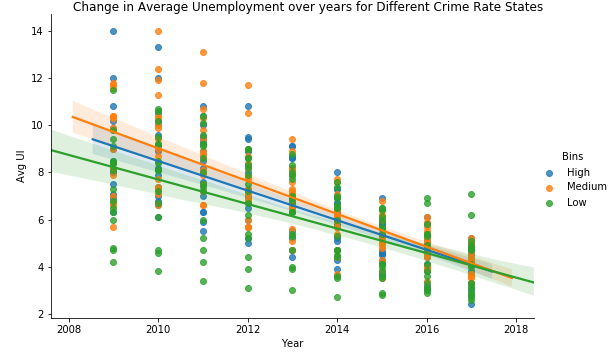 Change in Average Unemployment over years for Different Crime Rate States
14
12
10
8
6
4
2
Avg UI
2008
2010
2012
2014
2016
2018
Year
Bins
High
Medium
Low